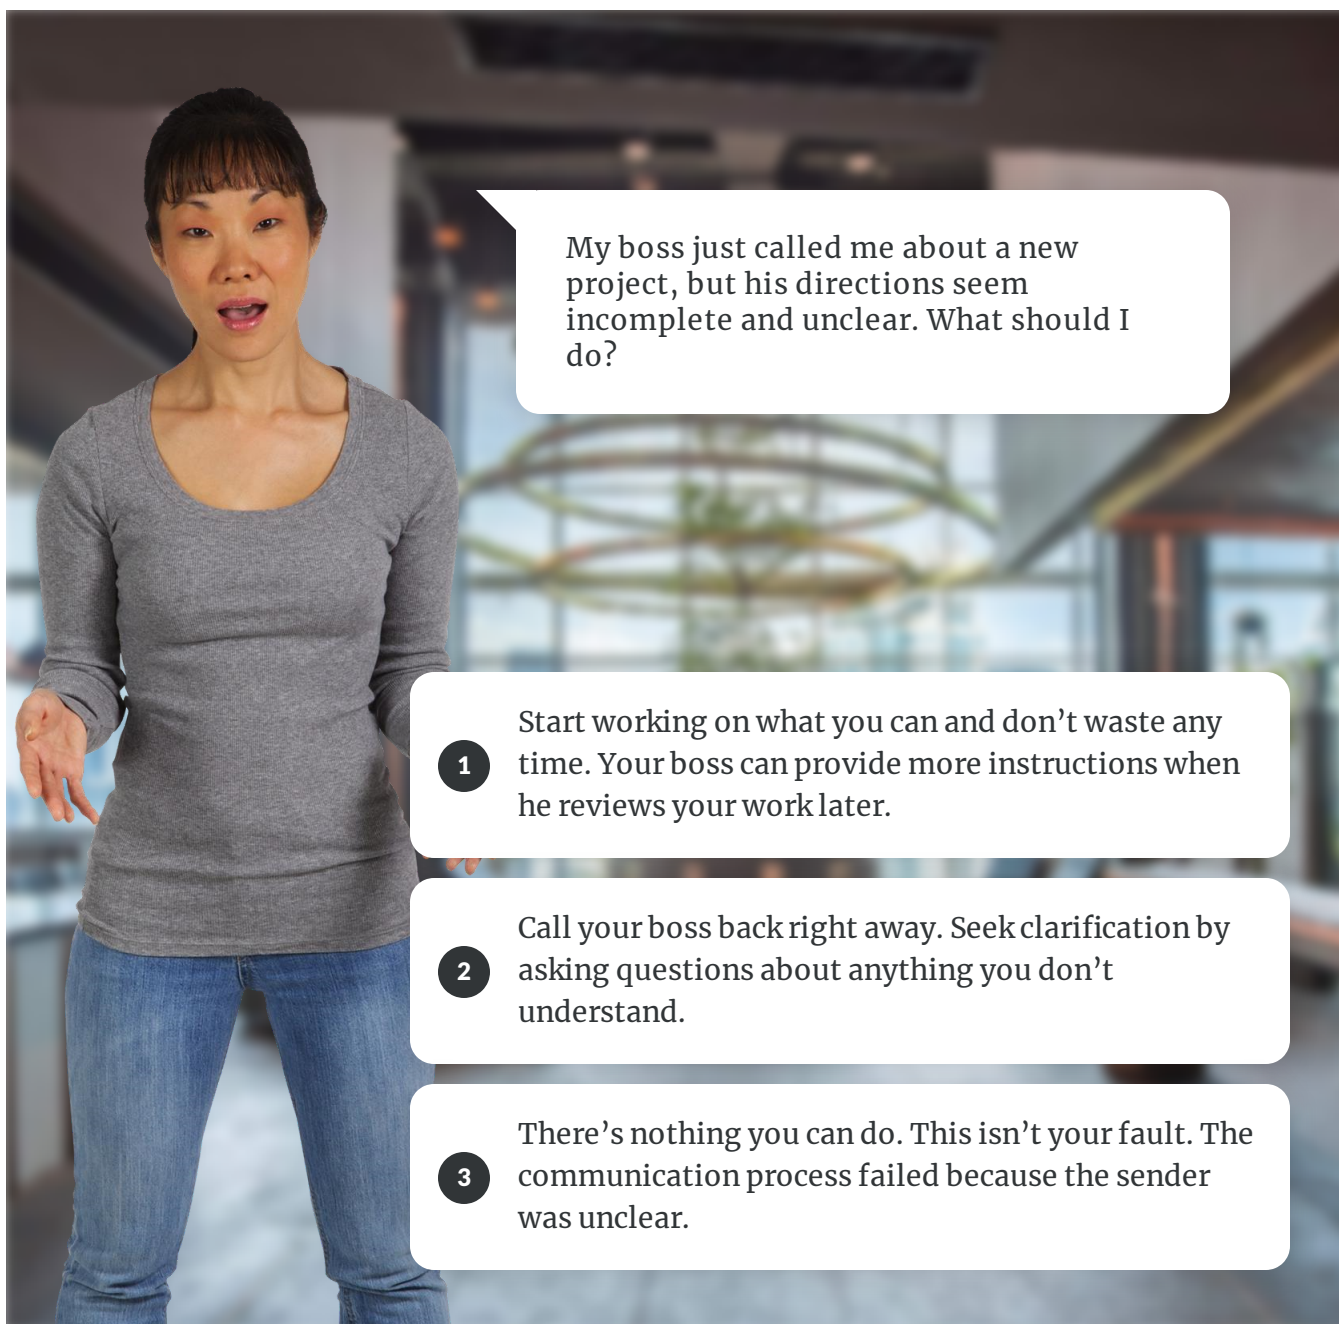 My boss just called me about a new
project, but his directions seem
incomplete and unclear. What should I
do?
1
Start working on what you can and don’t waste any
time. Your boss can provide more instructions when
he reviews your work later.
2
Call your boss back right away. Seek clarification by
asking questions about anything you don’t
understand.
3
There’s nothing you can do. This isn’t your fault. The
communication process failed because the sender
was unclear.